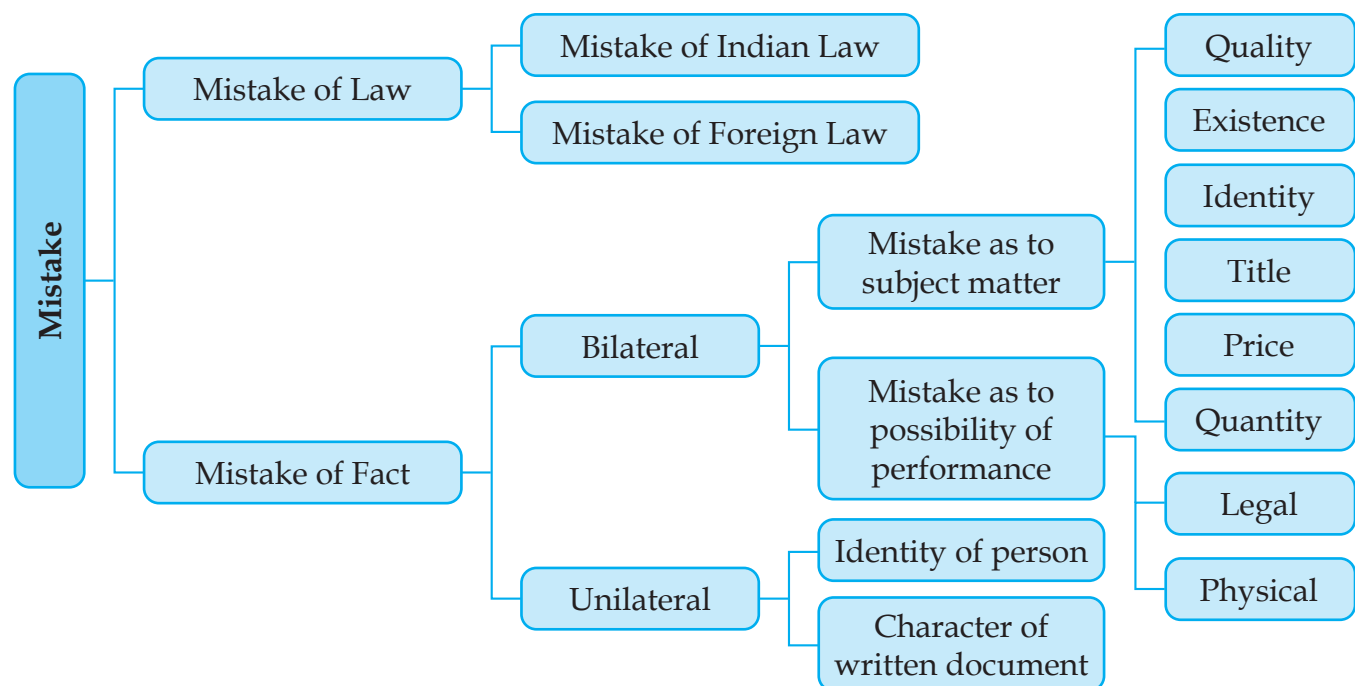 Mistake
Mistake of Law
Mistake of Indian Law
Mistake of Foreign Law
Mistake of Fact
Bilateral
Mistake as to
subject matter
Quality
Existence
Identity
Title
Price
Quantity
Mistake as to
possibility of
performance
Legal
Physical
Unilateral
Identity of person
Character of
written document